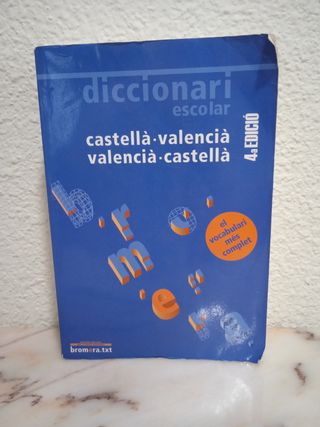 diccionari
escolar
castellà·valencià
valencià·castellà
4a EDICIÓ
el
vocabulari
més
complet
b·r
c·
m
e·
r
a
bromera.txt